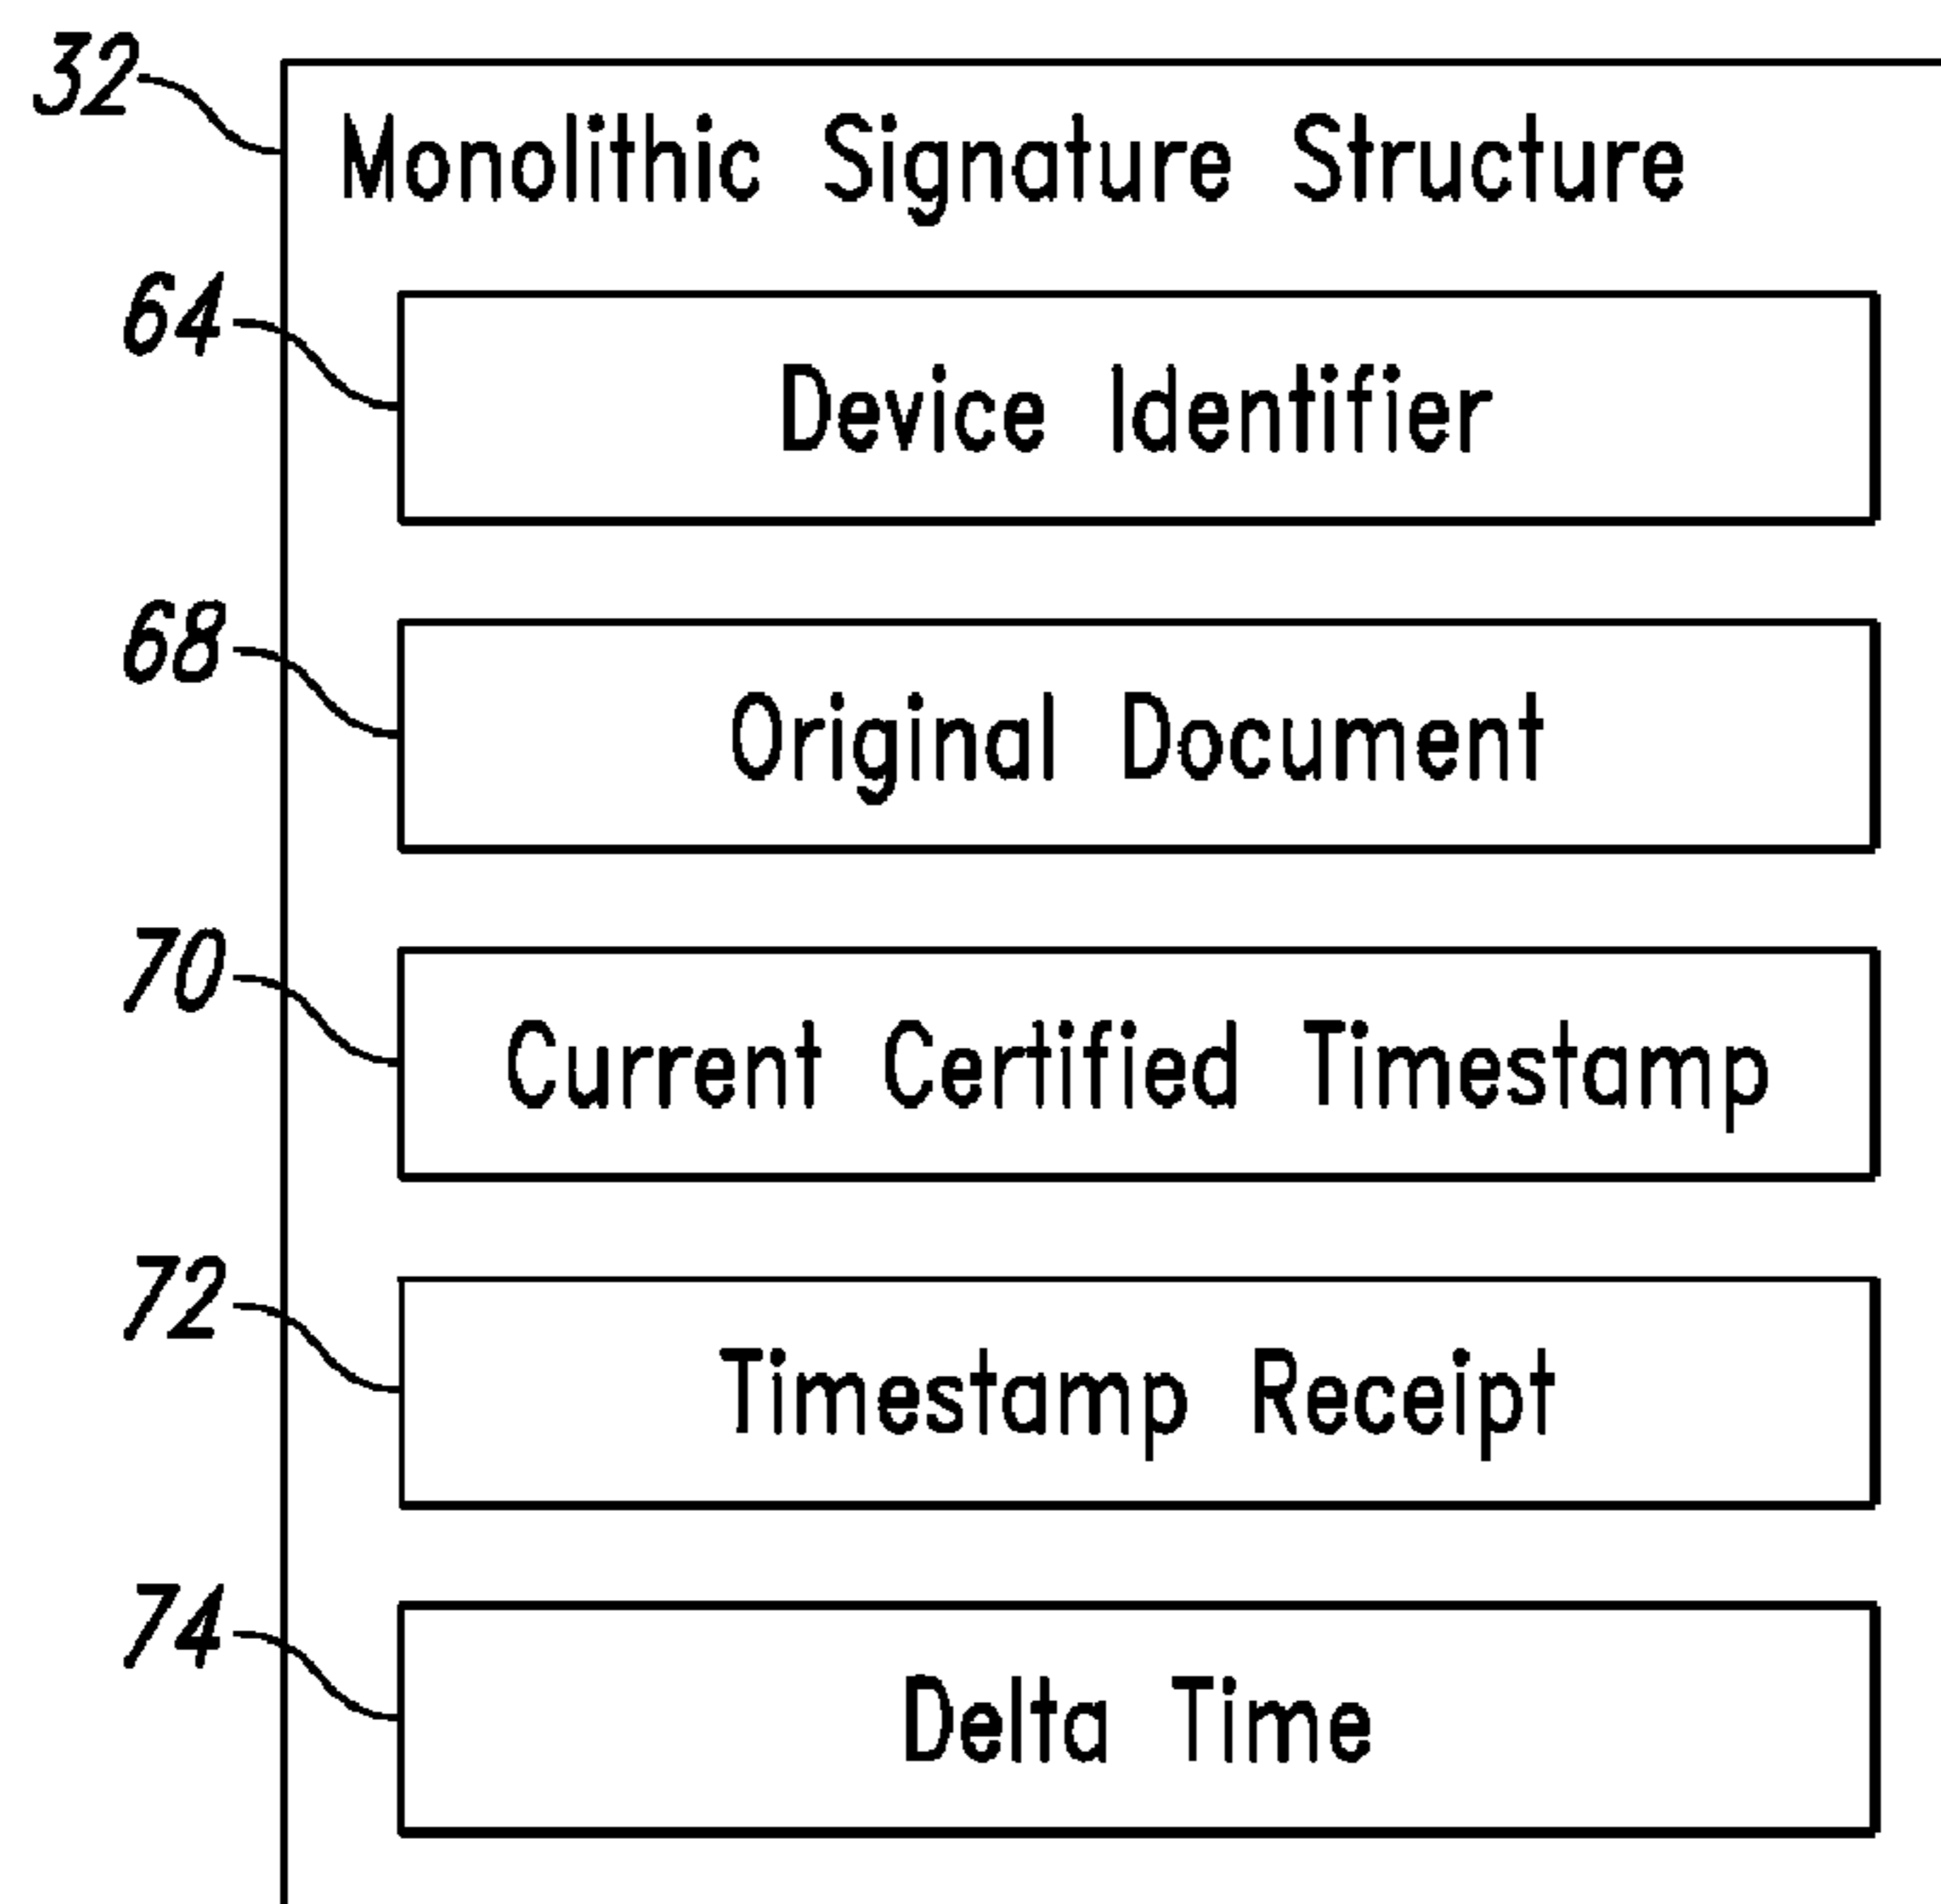 32
Monolithic Signature Structure
64
Device Identifier
68
Original Document
70
Current Certified Timestamp
72
Timestamp Receipt
74
Delta Time